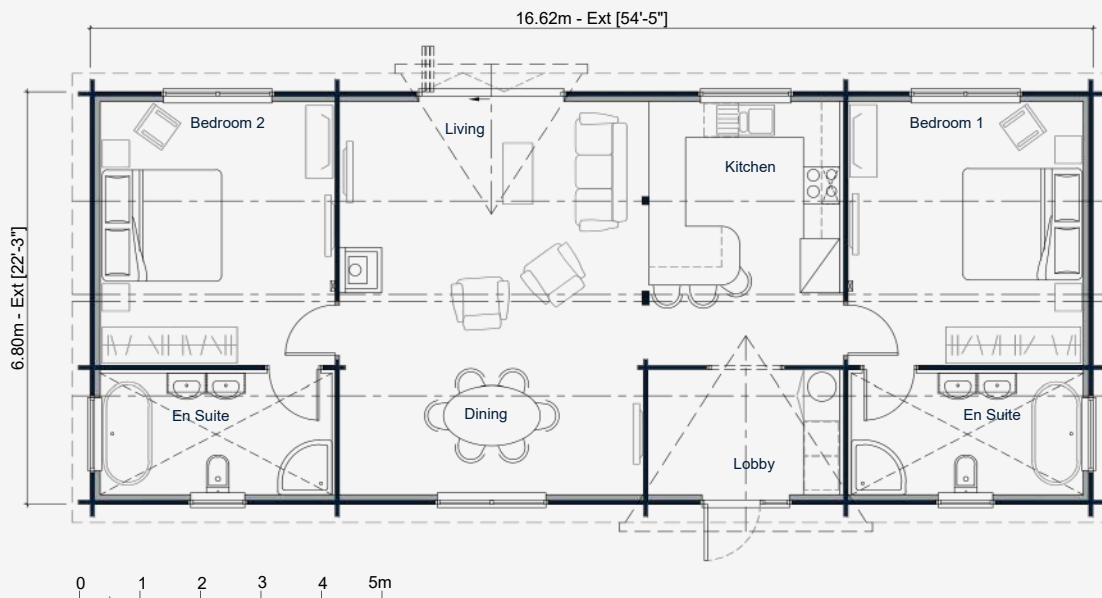 16.62m - Ext [54'-5"]
6.80m - Ext [22'-3"]
Bedroom 2
Living
Kitchen
Bedroom 1
En Suite
Dining
Lobby
En Suite
0 1 2 3 4 5m